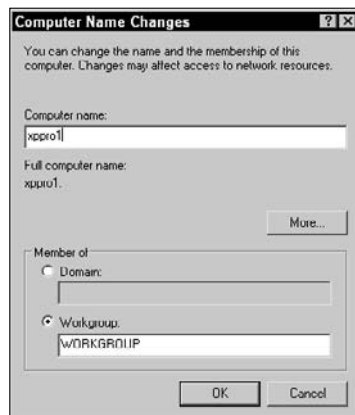 Computer Name Changes
You can change the name and the membership of this
computer. Changes may affect access to network resources.
Computer name:
xppro1
Full computer name:
xppro1.
More...
Member of
Domain:
Workgroup:
WORKGROUP
OK
Cancel